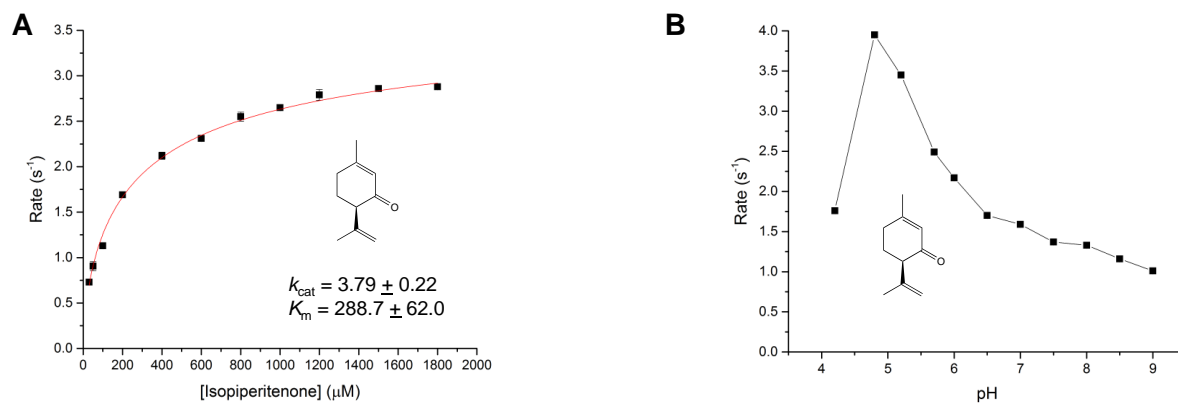 A
3.5
3.0
2.5
2.0
1.5
1.0
0.5
0.0
Rate (s⁻¹)
O
k_cat = 3.79 ± 0.22
K_m = 288.7 ± 62.0
0 200 400 600 800 1000 1200 1400 1600 1800 2000
[Isopiperitenone] (μM)
B
4.0
3.5
3.0
2.5
2.0
1.5
1.0
0.5
0.0
Rate (s⁻¹)
O
4 5 6 7 8 9
pH